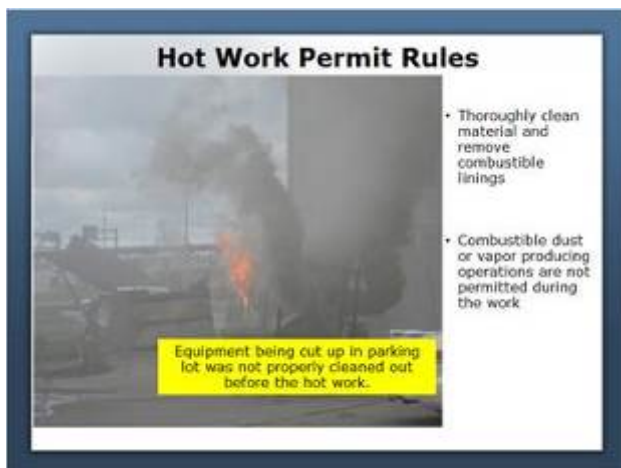 Hot Work Permit Rules
• Thoroughly clean
material and
remove
combustible
linings
• Combustible dust
or vapor producing
operations are not
permitted during
the work
Equipment being cut up in parking
lot was not properly cleaned out
before the hot work.